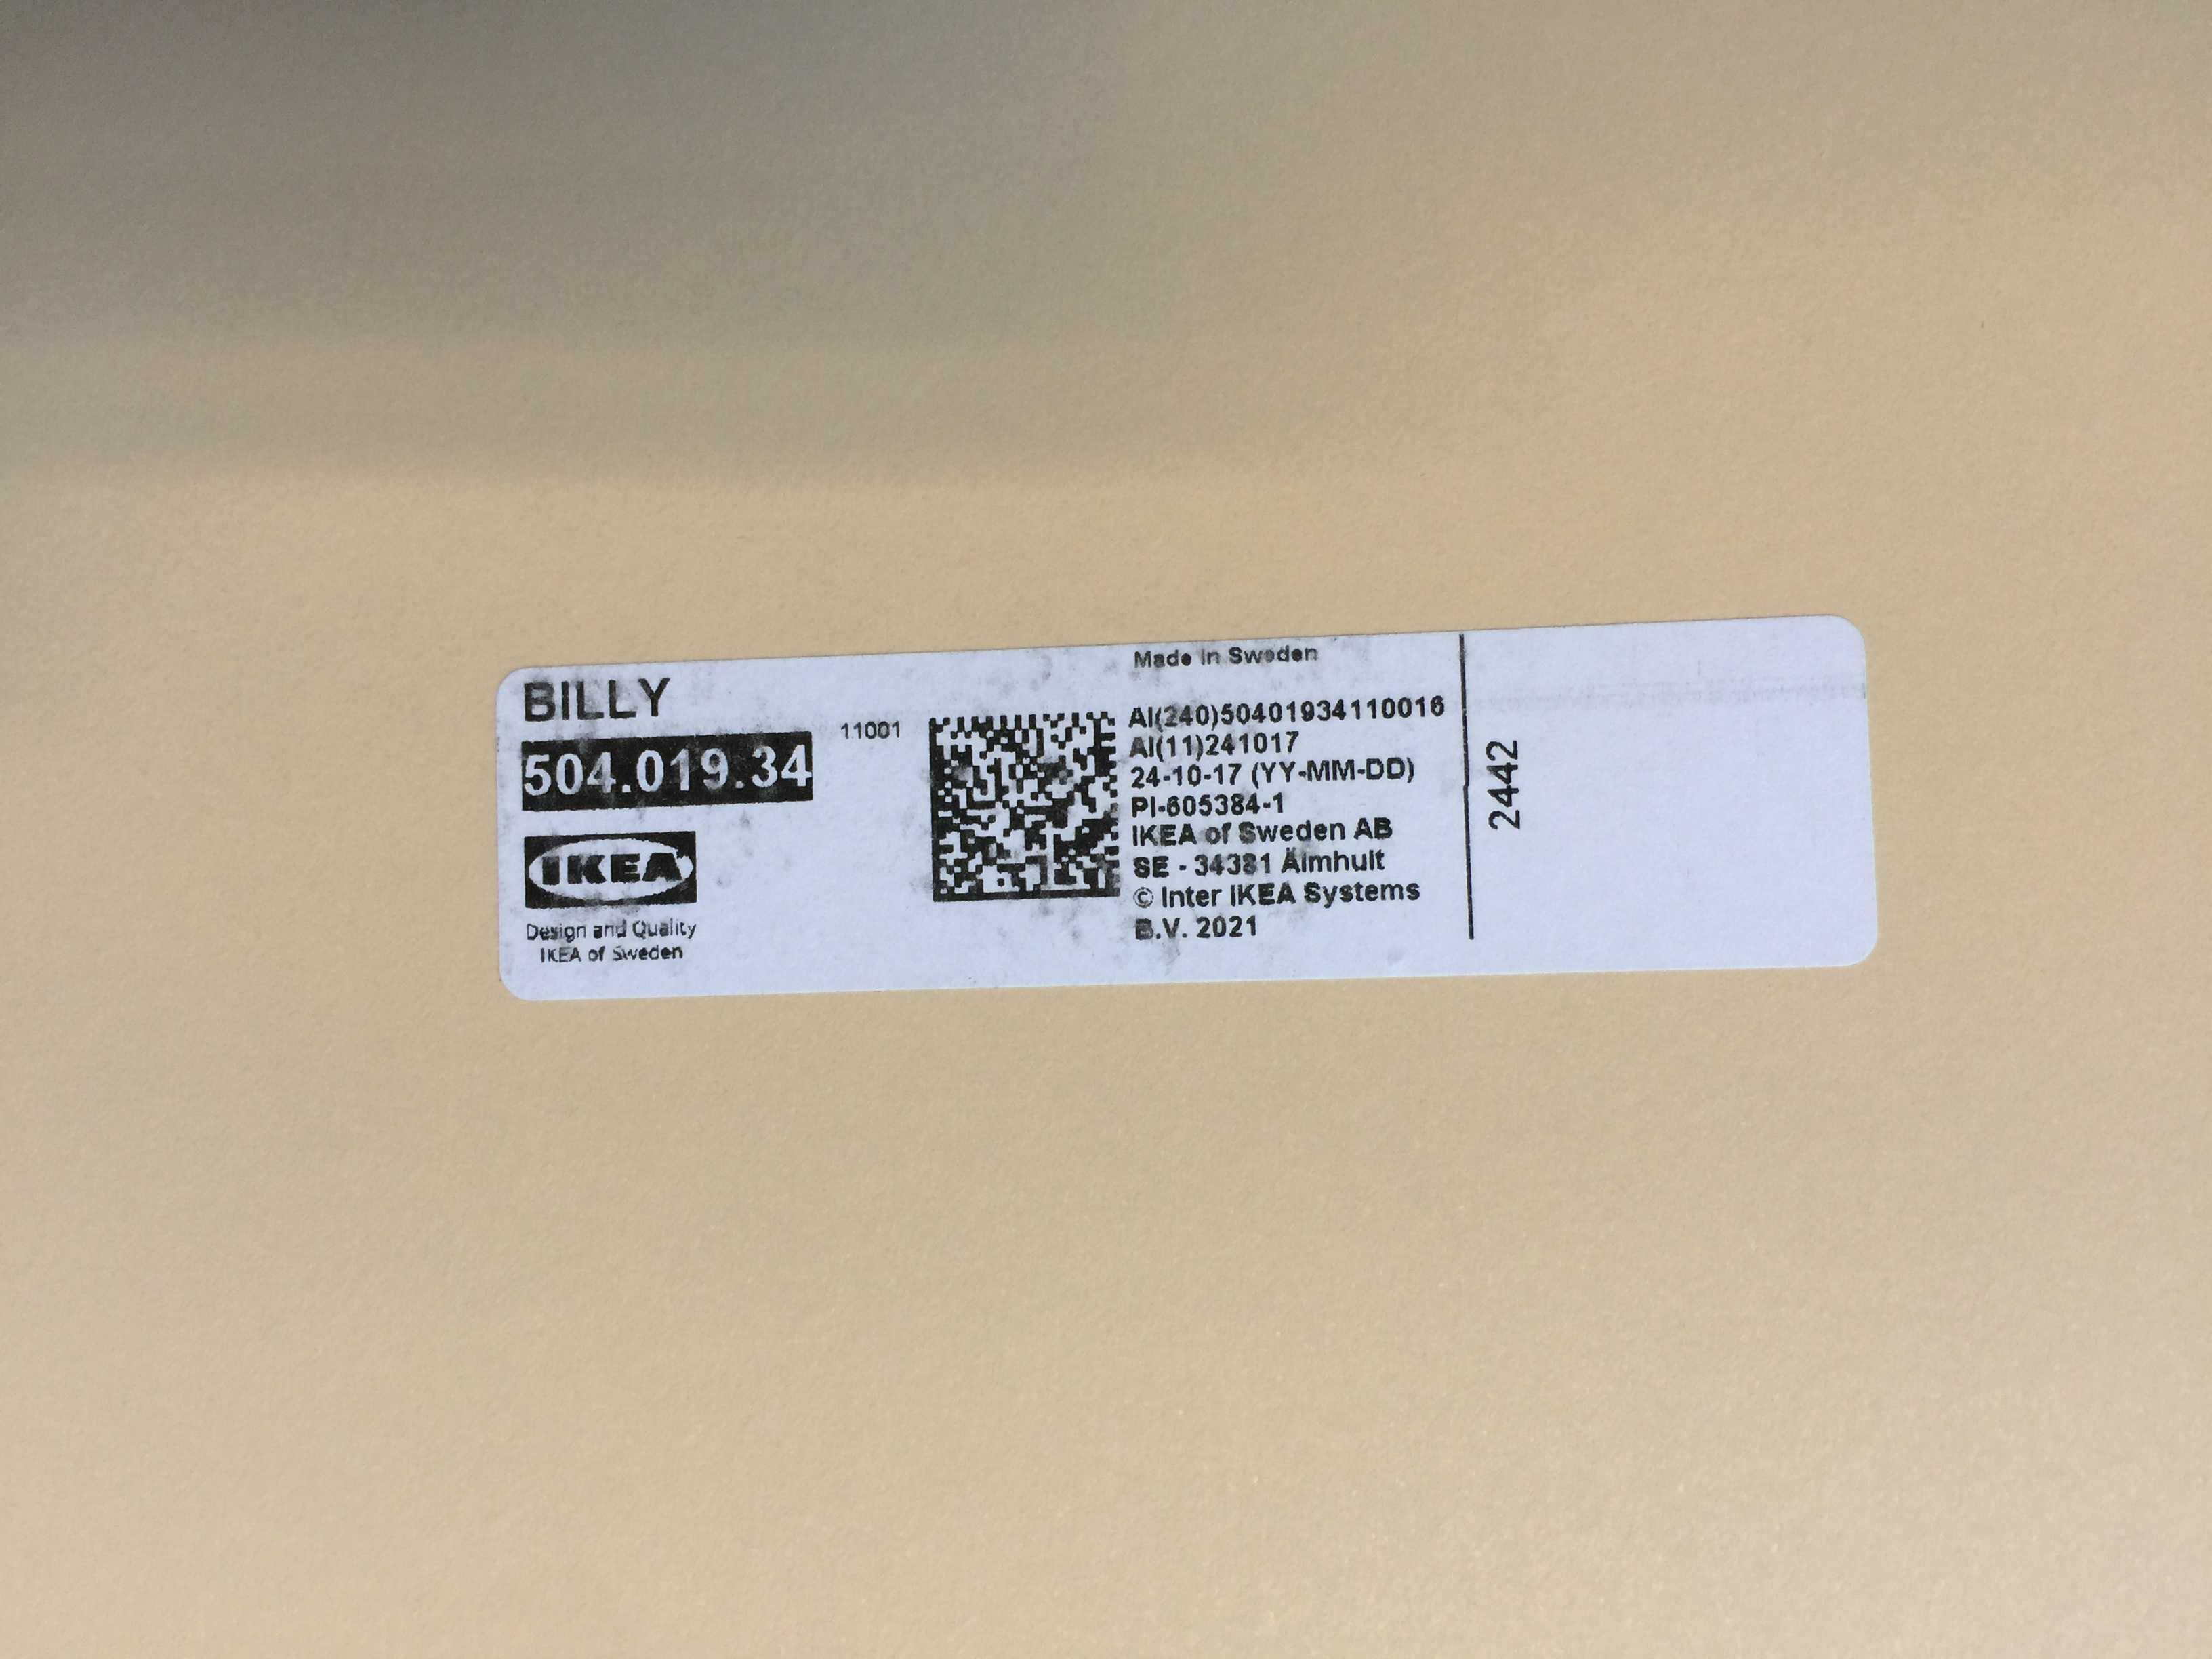 BILLY
504.019.34
11001
IKEA
Design and Quality
IKEA of Sweden
Made in Sweden
AI(240)50401934110016
AI(11)241017
24-10-17 (YY-MM-DD)
PI-605384-1
IKEA of Sweden AB
SE - 34381 Älmhult
© Inter IKEA Systems
B.V. 2021
2442